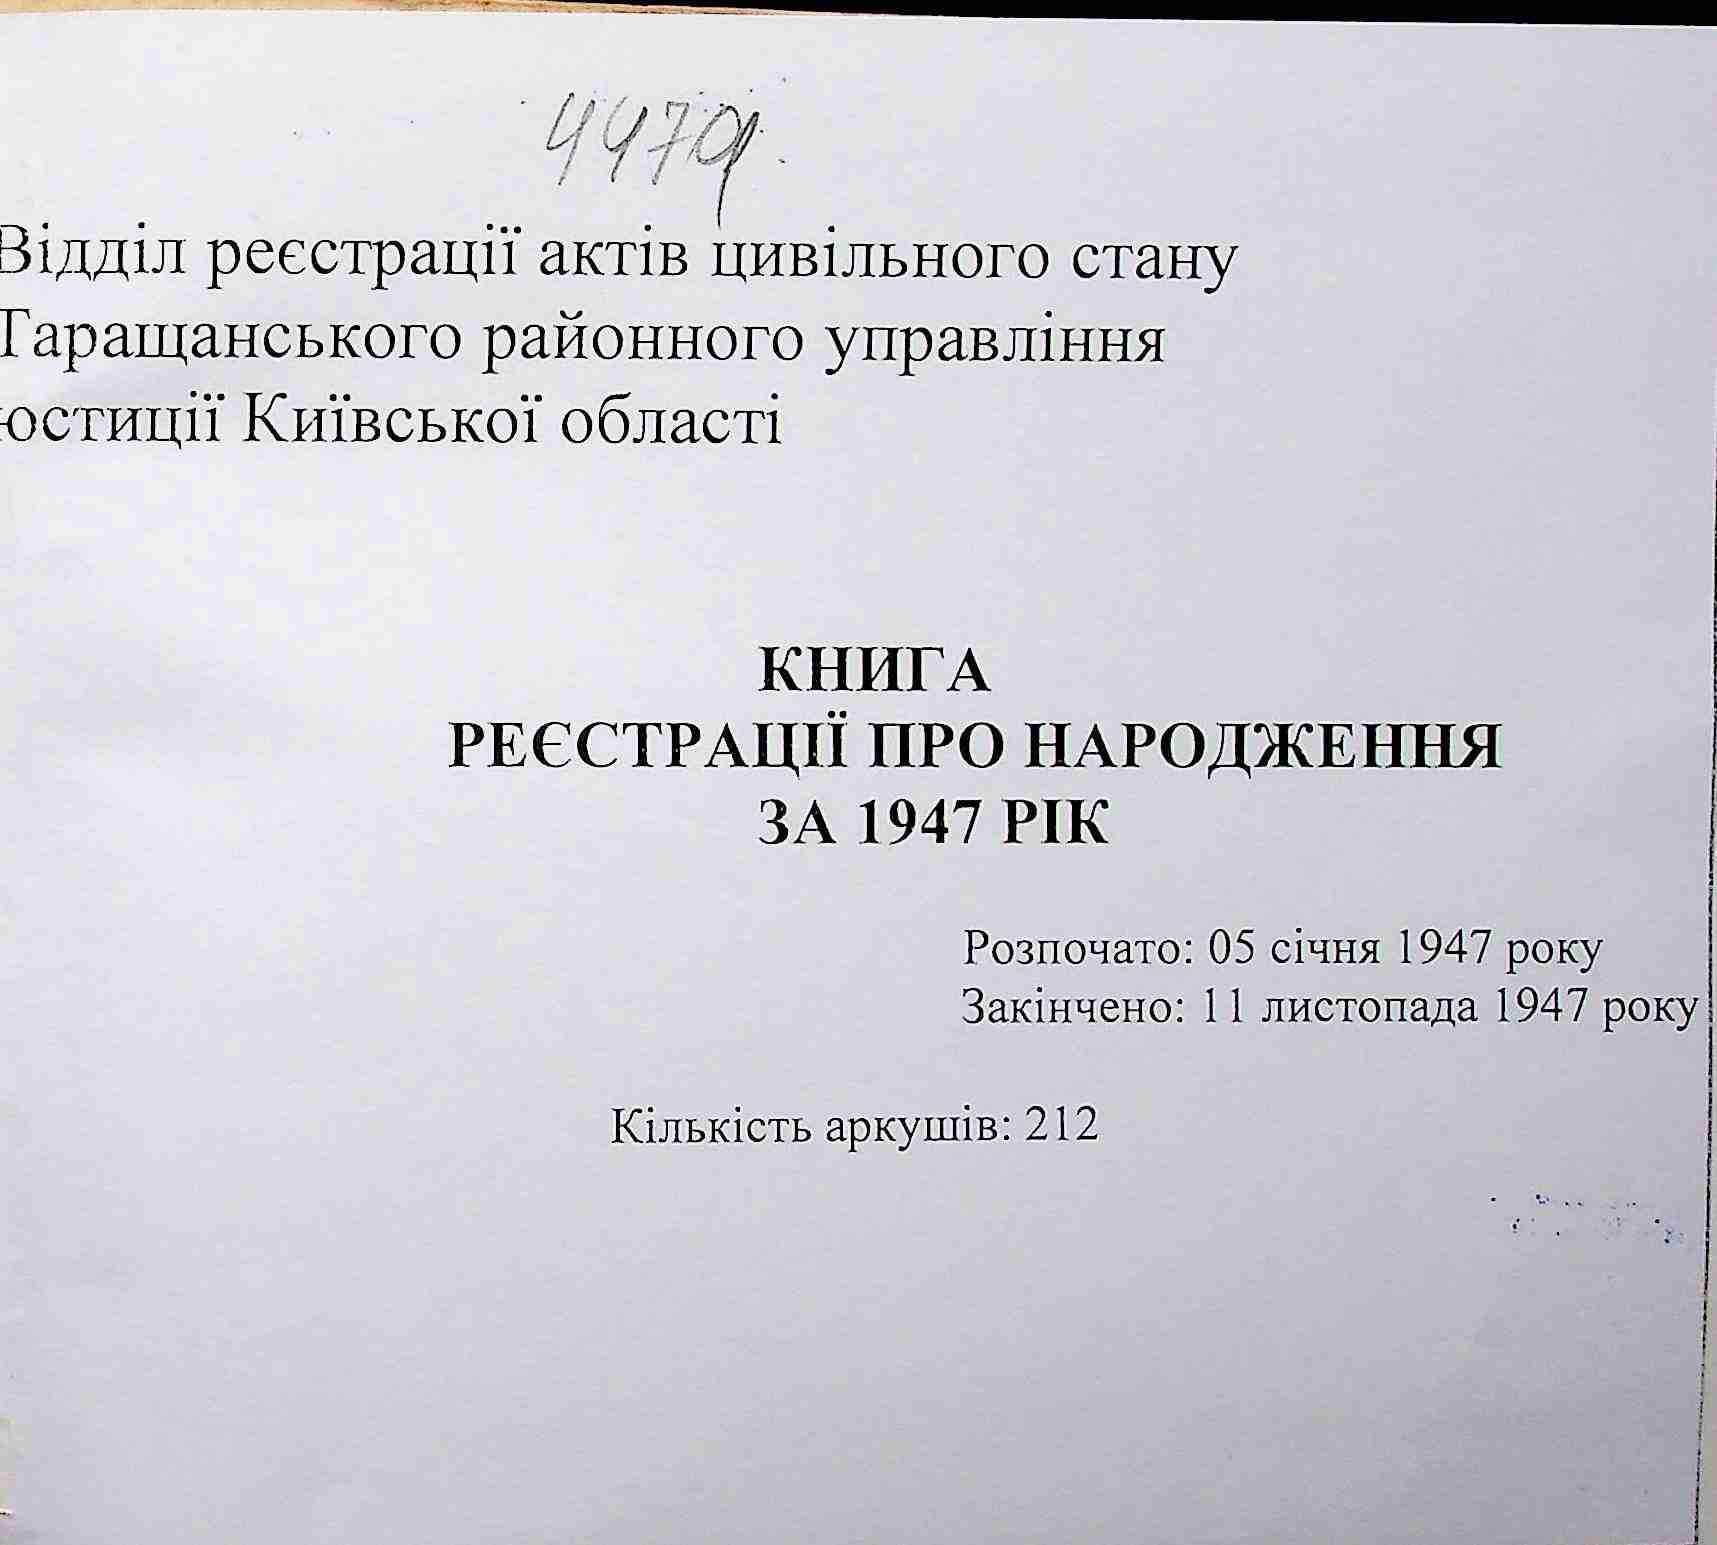 447
Відділ реєстрації актів цивільного стану
Таращанського районного управління
юстиції Київської області
КНИГА
РЕЄСТРАЦІЇ ПРО НАРОДЖЕННЯ
ЗА 1947 РІК
Розпочато: 05 січня 1947 року
Закінчено: 11 листопада 1947 року
Кількість аркушів: 212